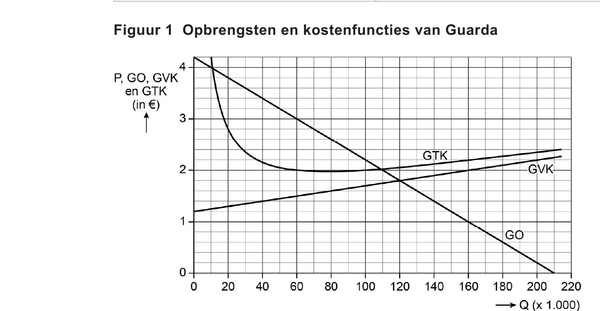 Figuur 1 Opbrengsten en kostenfuncties van Guarda
P, GO, GVK
en GTK
(in €)
4
3
2
1
0
GTK
GVK
GO
0 20 40 60 80 100 120 140 160 180 200 220
Q (x 1.000)